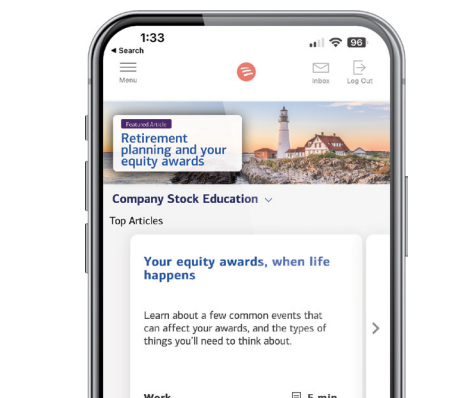 1:33
96
◂ Search
Menu
Inbox
Log Out
Featured Article
Retirement
planning and your
equity awards
Company Stock Education
Top Articles
Your equity awards, when life
happens
Learn about a few common events that
can affect your awards, and the types of
things you'll need to think about.
Work
5 min